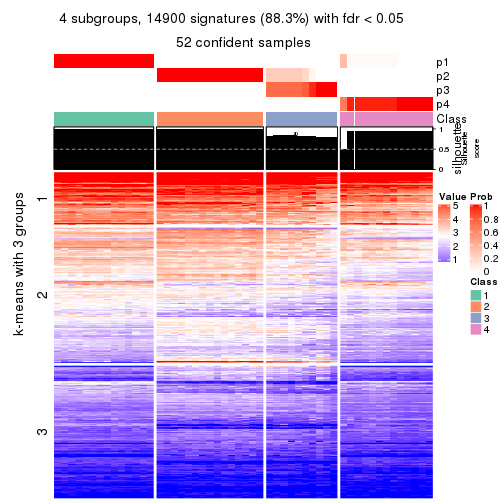 4 subgroups, 14900 signatures (88.3%) with fdr < 0.05
52 confident samples
p1
p2
p3
p4
Class
silhouette
Silhouette
score
1
0.5
0
k-means with 3 groups
1
2
3
Value
5
4
3
2
1
Prob
1
0.8
0.6
0.4
0.2
0
Class
1
2
3
4